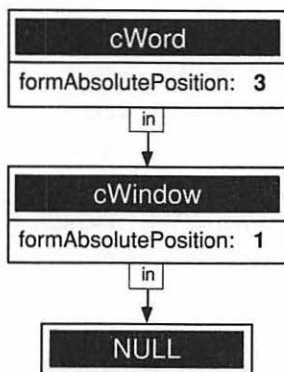 cWord
formAbsolutePosition: 3
in
cWindow
formAbsolutePosition: 1
in
NULL